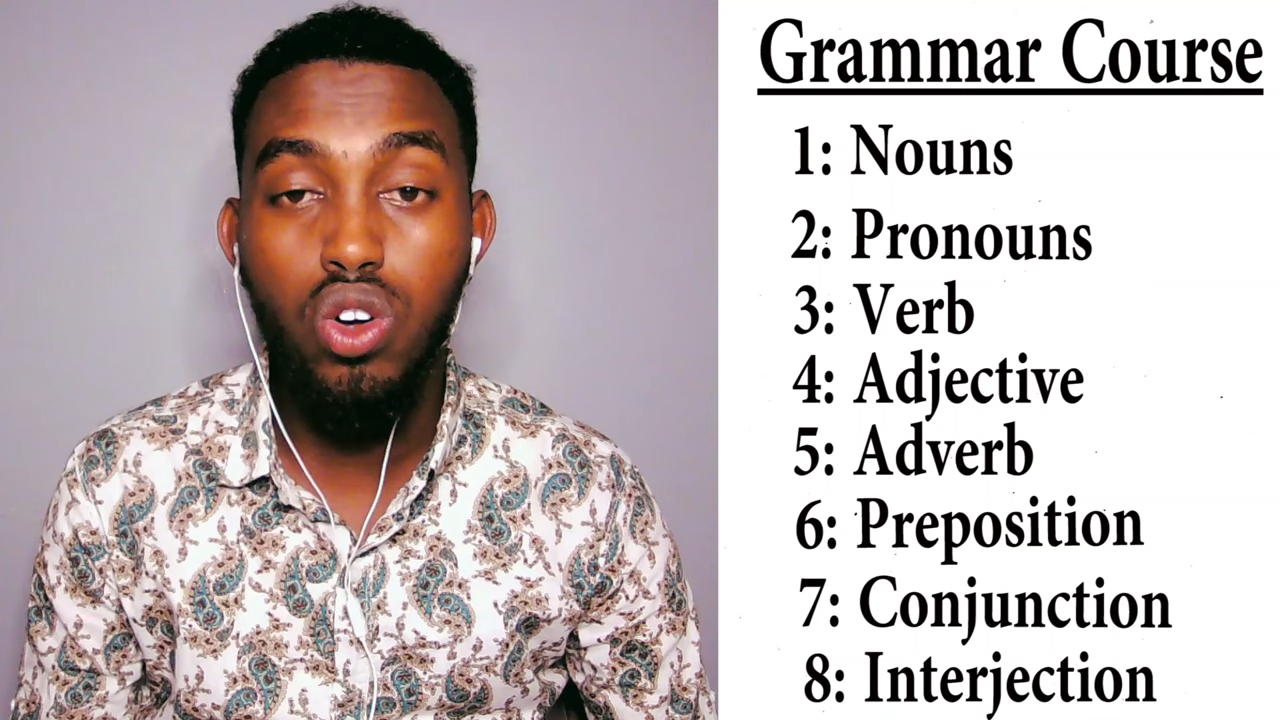 Grammar Course
1: Nouns
2: Pronouns
3: Verb
4: Adjective
5: Adverb
6: Preposition
7: Conjunction
8: Interjection